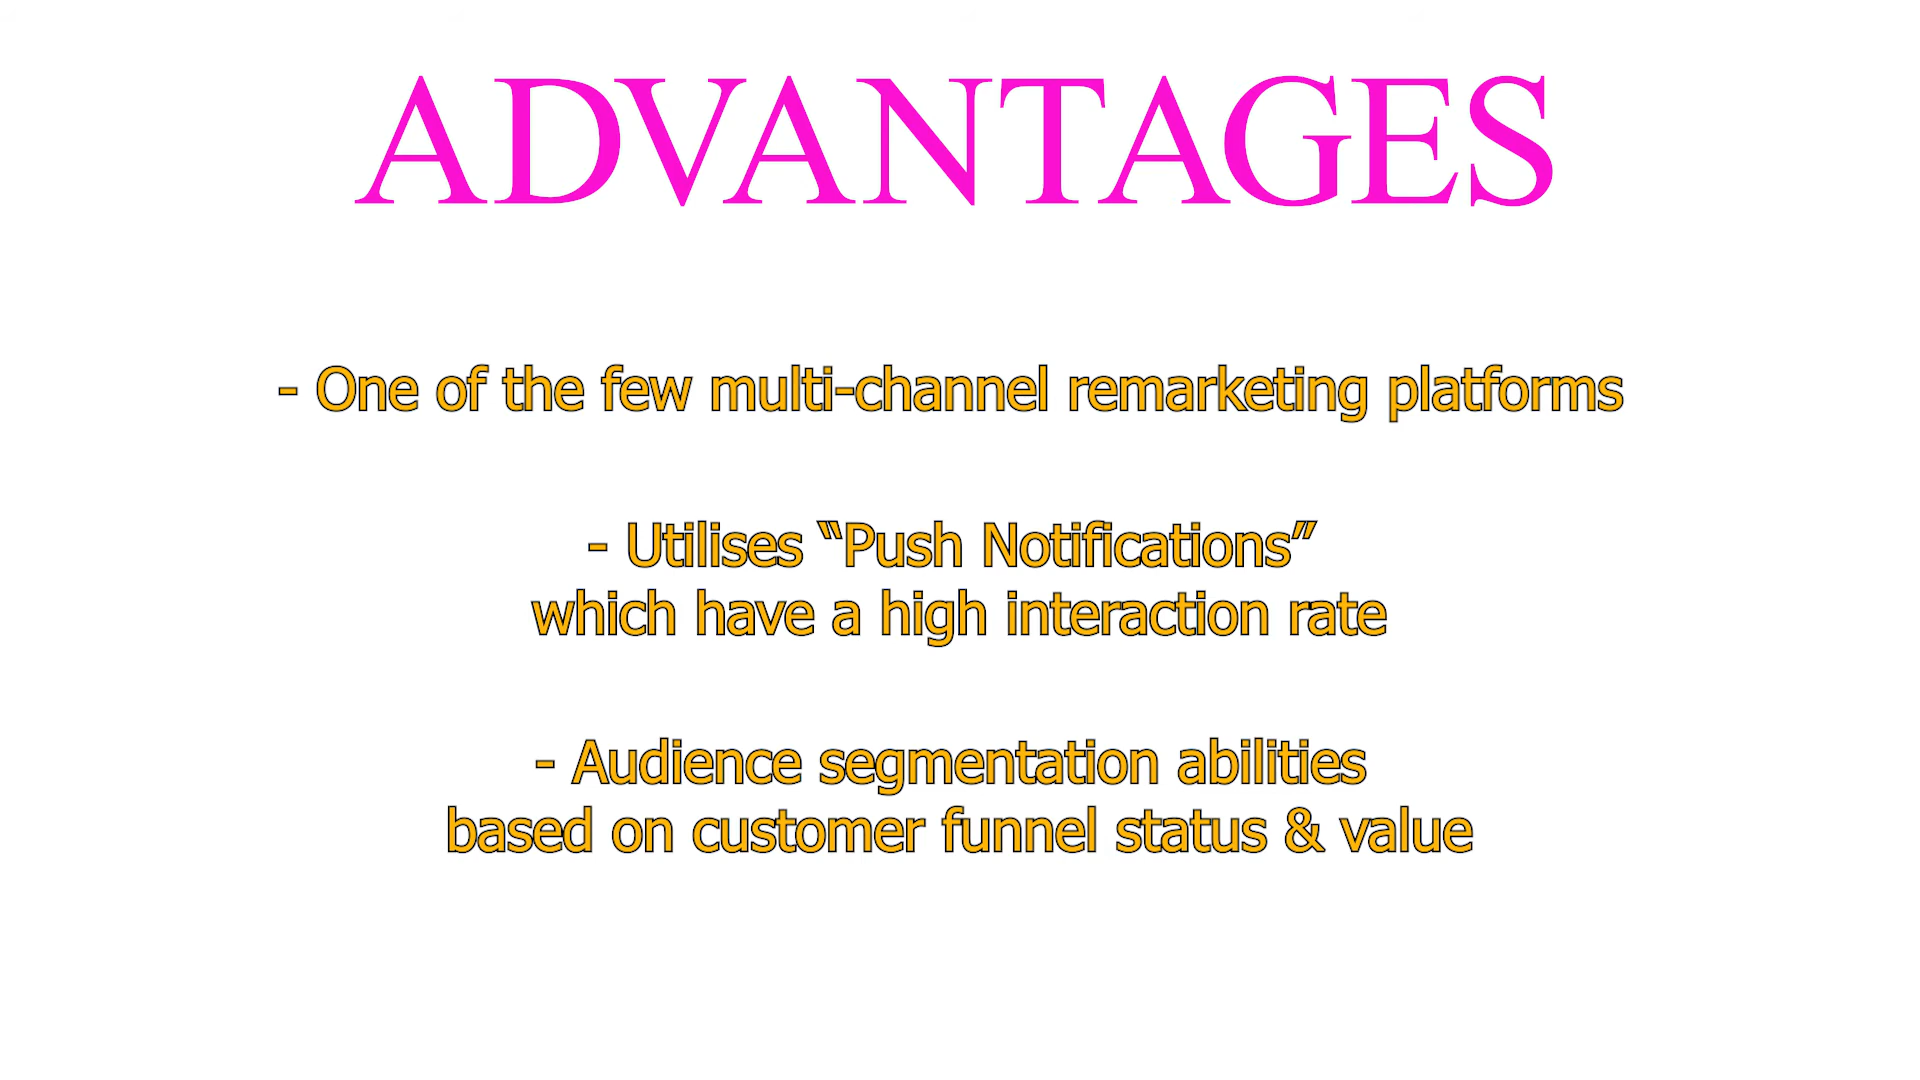 ADVANTAGES
- One of the few multi-channel remarketing platforms
- Utilises “Push Notifications”
which have a high interaction rate
- Audience segmentation abilities
based on customer funnel status & value